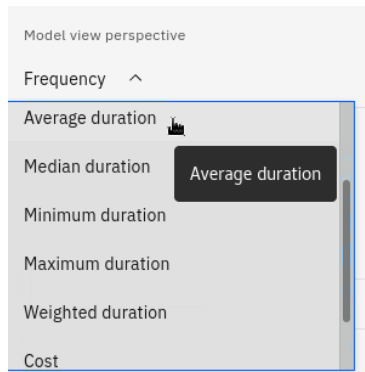 Model view perspective
Frequency
Average duration
Median duration
Average duration
Minimum duration
Maximum duration
Weighted duration
Cost